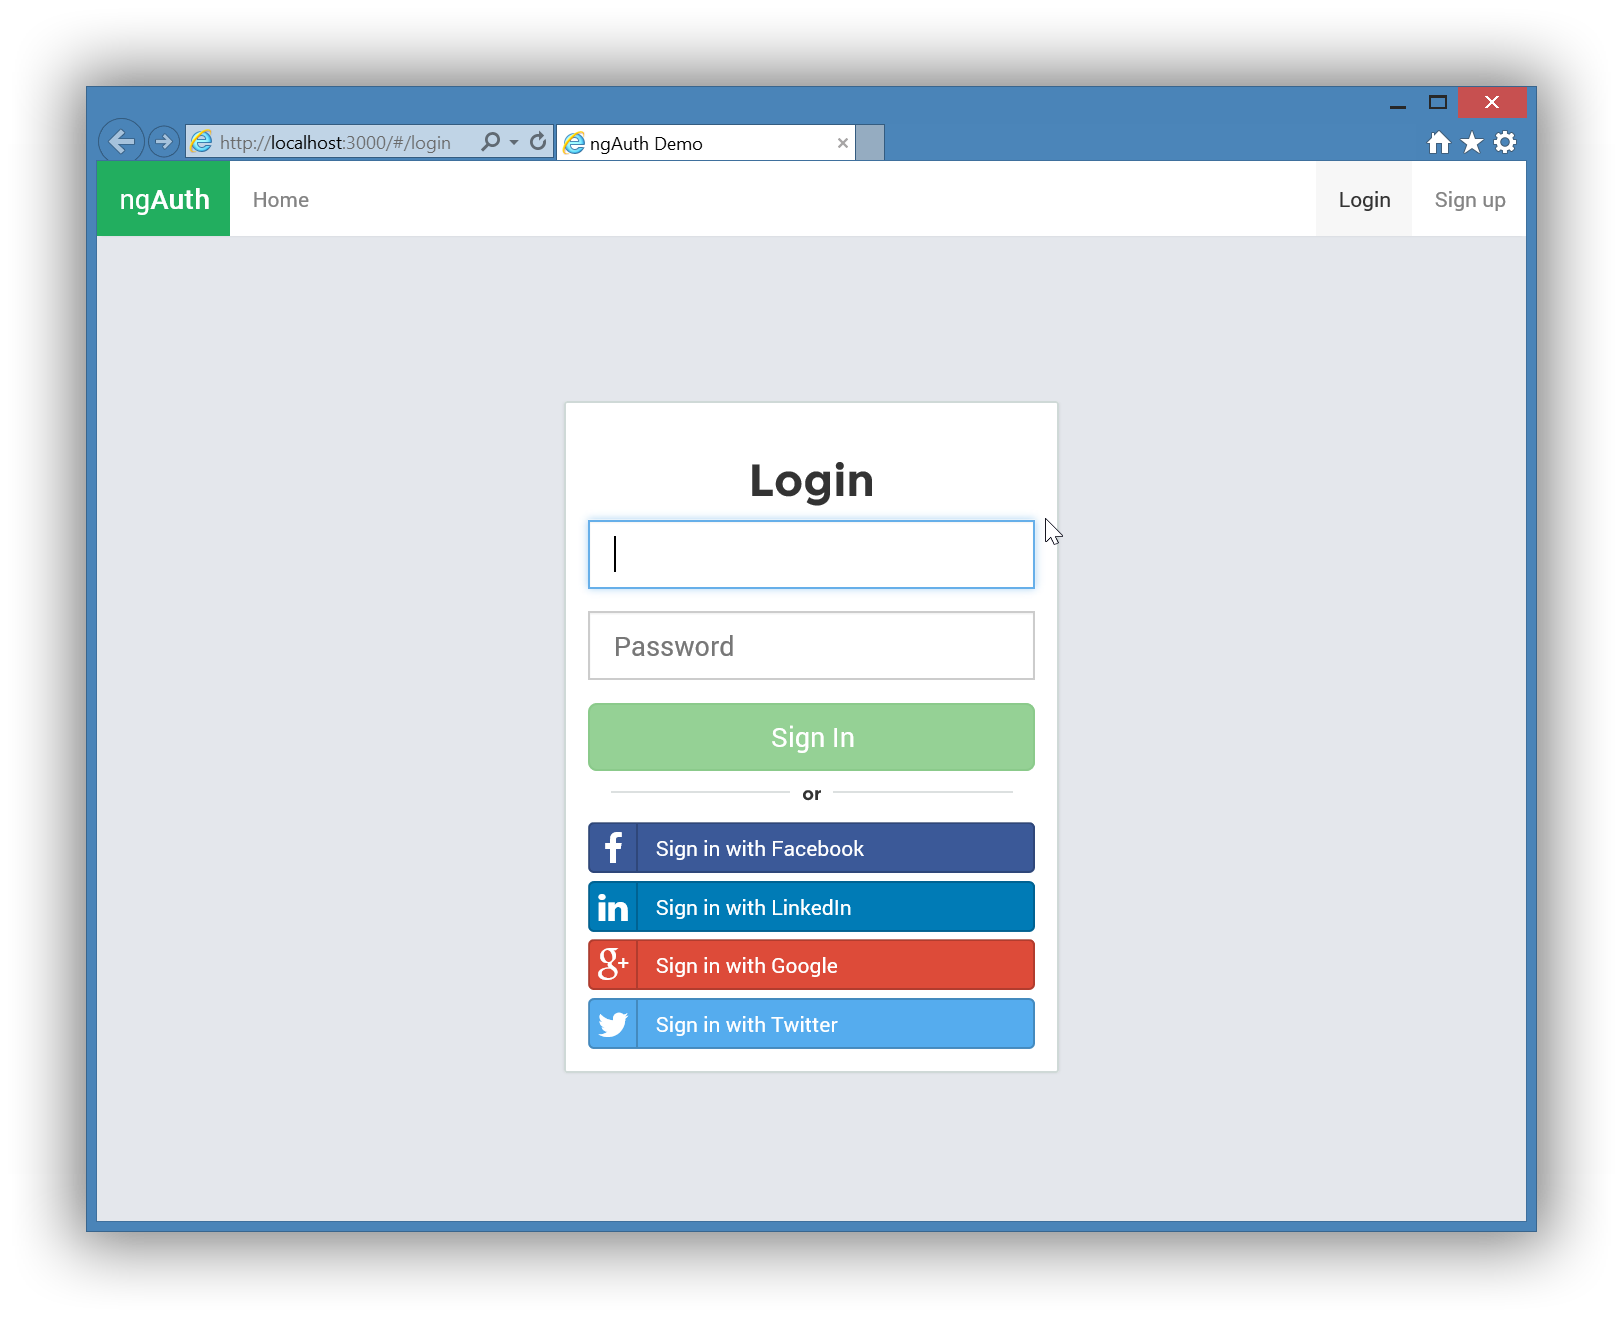 http://localhost:3000/#/login
ngAuth Demo
ngAuth
Home
Login
Sign up
Login
Password
Sign In
or
Sign in with Facebook
Sign in with LinkedIn
Sign in with Google
Sign in with Twitter